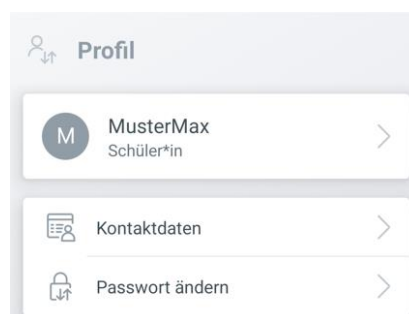 Profil
M
MusterMax
Schüler*in
Kontaktdaten
Passwort ändern